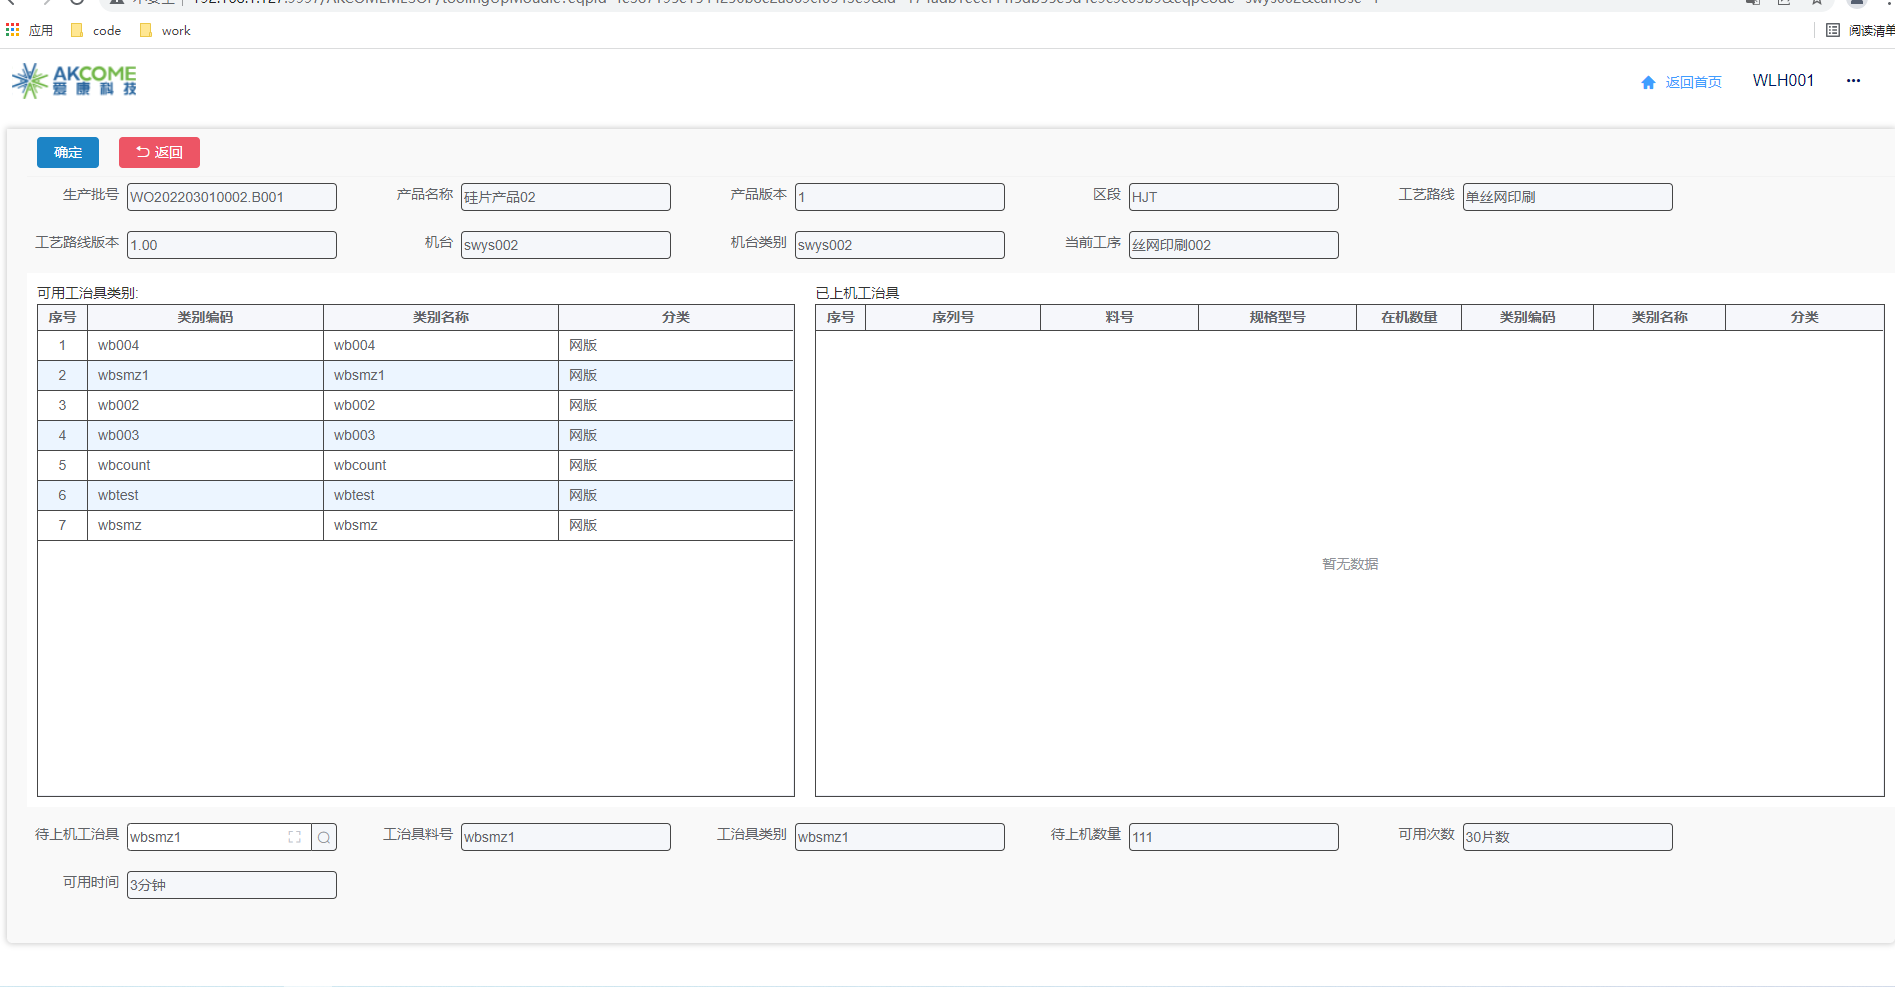 应用 code work 阅读清单
AKCOME
爱康科技
返回首页 WLH001 ···
确定 返回
生产批号 WO202203010002.B001 产品名称 硅片产品02 产品版本 1 区段 HJT 工艺路线 单丝网印刷
工艺路线版本 1.00 机台 swys002 机台类别 swys002 当前工序 丝网印刷002
可用工治具类别:
序号 类别编码 类别名称 分类
1 wb004 wb004 网版
2 wbsmz1 wbsmz1 网版
3 wb002 wb002 网版
4 wb003 wb003 网版
5 wbcount wbcount 网版
6 wbtest wbtest 网版
7 wbsmz wbsmz 网版
已上机工治具
序号 序列号 料号 规格型号 在机数量 类别编码 类别名称 分类
暂无数据
待上机工治具 wbsmz1 工治具料号 wbsmz1 工治具类别 wbsmz1 待上机数量 111 可用次数 30片数
可用时间 3分钟